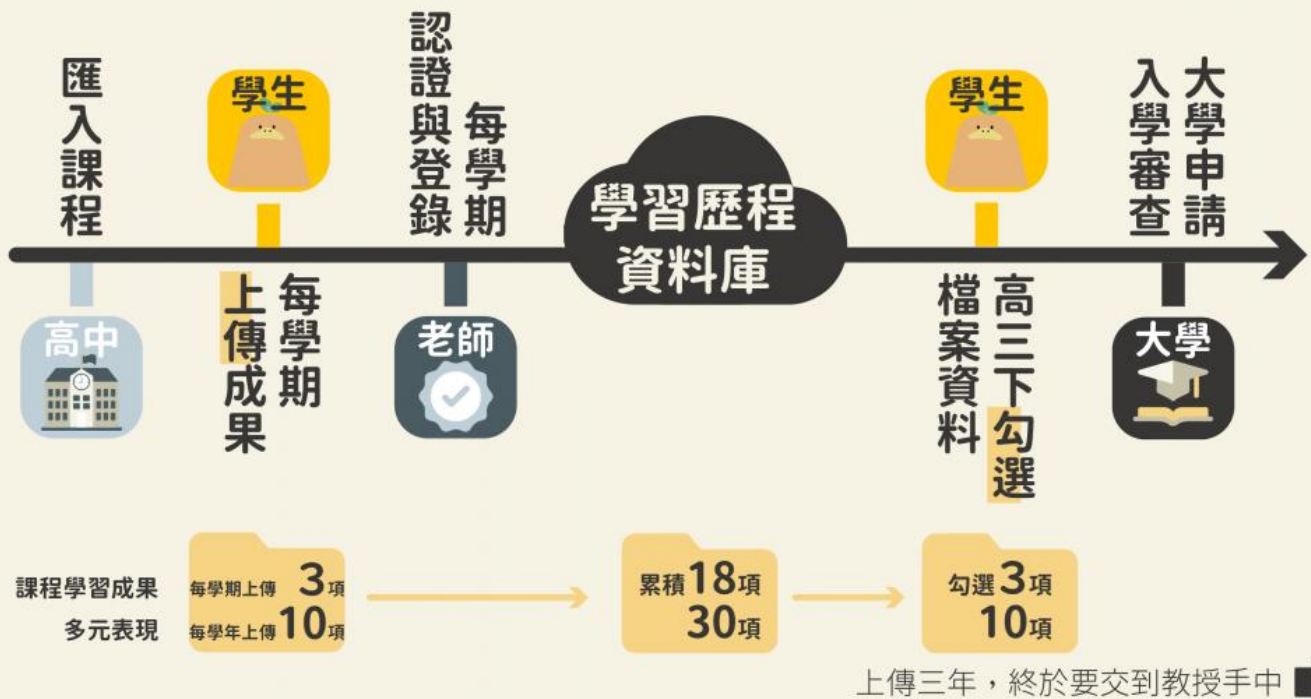 匯入課程
高中
學生
每學期
上傳成果
每學期
認證與登錄
老師
學習歷程
資料庫
學生
高三下勾選
檔案資料
大學申請
入學審查
大學
課程學習成果
每學期上傳 3項
累積18項
勾選3項
多元表現
每學年上傳10項
30項
10項
上傳三年，終於要交到教授手中